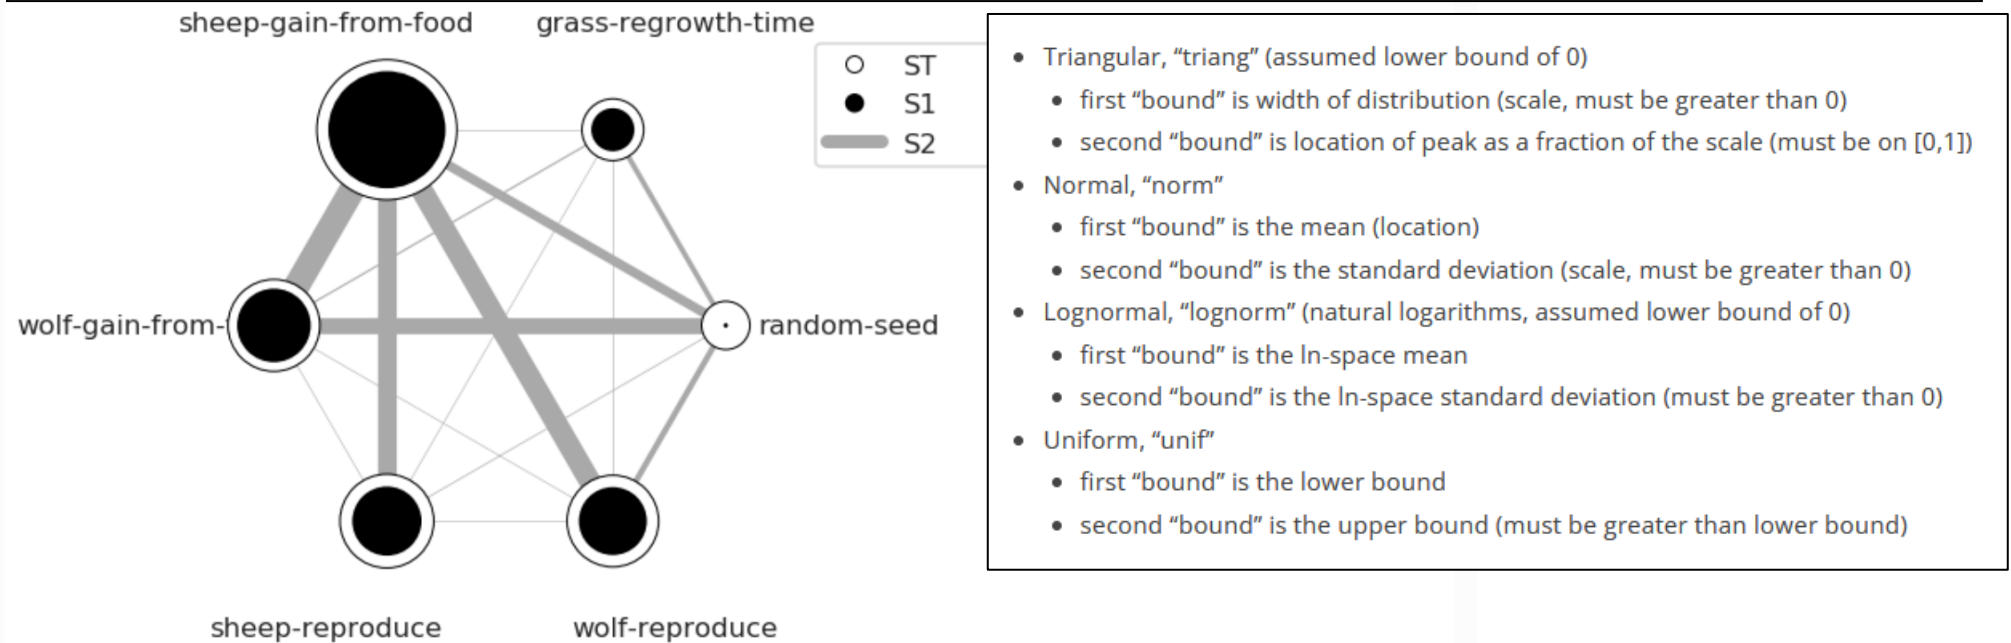 sheep-gain-from-food
grass-regrowth-time
ST
S1
S2
wolf-gain-from-
random-seed
sheep-reproduce
wolf-reproduce
• Triangular, “triang” (assumed lower bound of 0)
• first “bound” is width of distribution (scale, must be greater than 0)
• second “bound” is location of peak as a fraction of the scale (must be on [0,1])
• Normal, “norm”
• first “bound” is the mean (location)
• second “bound” is the standard deviation (scale, must be greater than 0)
• Lognormal, “lognorm” (natural logarithms, assumed lower bound of 0)
• first “bound” is the ln-space mean
• second “bound” is the ln-space standard deviation (must be greater than 0)
• Uniform, “unif”
• first “bound” is the lower bound
• second “bound” is the upper bound (must be greater than lower bound)